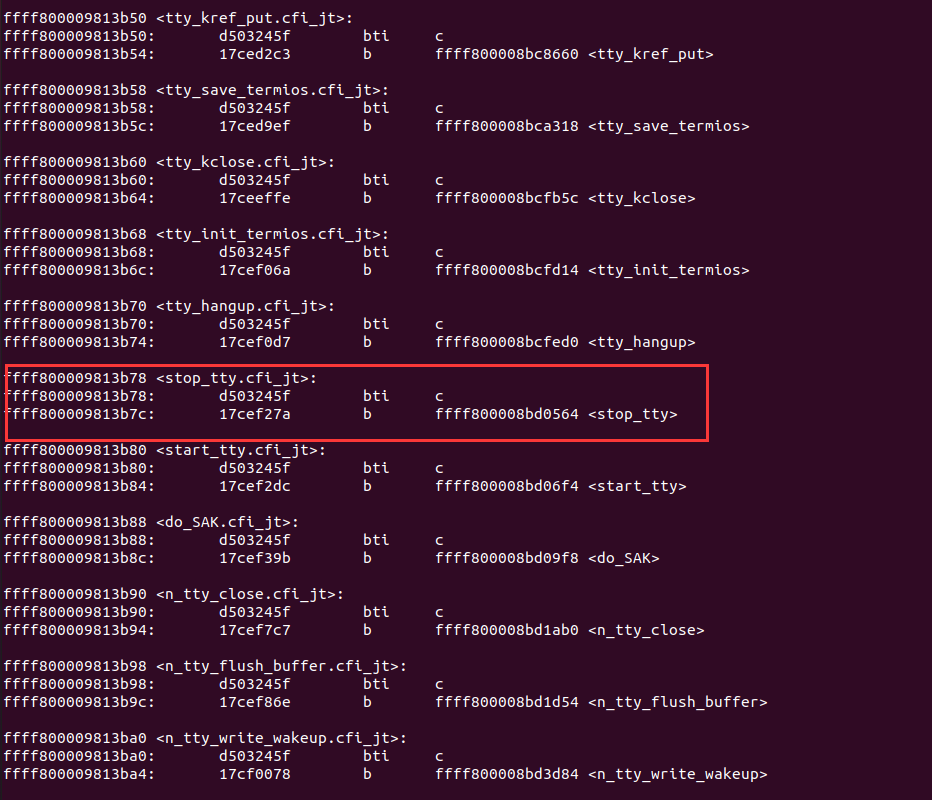 ffff800009813b50 <tty_kref_put.cfi_jt>:
ffff800009813b50: d503245f bti c
ffff800009813b54: 17ced2c3 b ffff800008bc8660 <tty_kref_put>
ffff800009813b58 <tty_save_termios.cfi_jt>:
ffff800009813b58: d503245f bti c
ffff800009813b5c: 17ced9ef b ffff800008bca318 <tty_save_termios>
ffff800009813b60 <tty_kclose.cfi_jt>:
ffff800009813b60: d503245f bti c
ffff800009813b64: 17ceeffe b ffff800008bcfb5c <tty_kclose>
ffff800009813b68 <tty_init_termios.cfi_jt>:
ffff800009813b68: d503245f bti c
ffff800009813b6c: 17cef06a b ffff800008bcfd14 <tty_init_termios>
ffff800009813b70 <tty_hangup.cfi_jt>:
ffff800009813b70: d503245f bti c
ffff800009813b74: 17cef0d7 b ffff800008bcfed0 <tty_hangup>
ffff800009813b78 <stop_tty.cfi_jt>:
ffff800009813b78: d503245f bti c
ffff800009813b7c: 17cef27a b ffff800008bd0564 <stop_tty>
ffff800009813b80 <start_tty.cfi_jt>:
ffff800009813b80: d503245f bti c
ffff800009813b84: 17cef2dc b ffff800008bd06f4 <start_tty>
ffff800009813b88 <do_SAK.cfi_jt>:
ffff800009813b88: d503245f bti c
ffff800009813b8c: 17cef39b b ffff800008bd09f8 <do_SAK>
ffff800009813b90 <n_tty_close.cfi_jt>:
ffff800009813b90: d503245f bti c
ffff800009813b94: 17cef7c7 b ffff800008bd1ab0 <n_tty_close>
ffff800009813b98 <n_tty_flush_buffer.cfi_jt>:
ffff800009813b98: d503245f bti c
ffff800009813b9c: 17cef86e b ffff800008bd1d54 <n_tty_flush_buffer>
ffff800009813ba0 <n_tty_write_wakeup.cfi_jt>:
ffff800009813ba0: d503245f bti c
ffff800009813ba4: 17cf0078 b ffff800008bd3d84 <n_tty_write_wakeup>